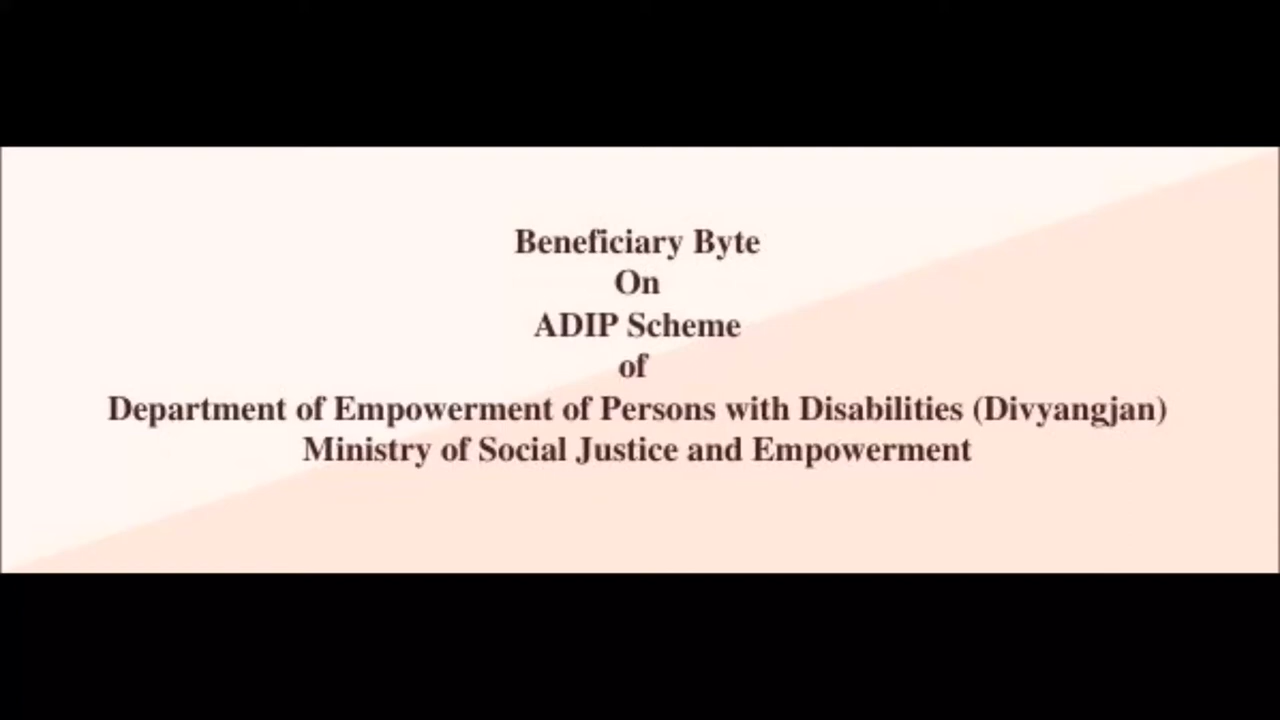 Beneficiary Byte
On
ADIP Scheme
of
Department of Empowerment of Persons with Disabilities (Divyangjan)
Ministry of Social Justice and Empowerment